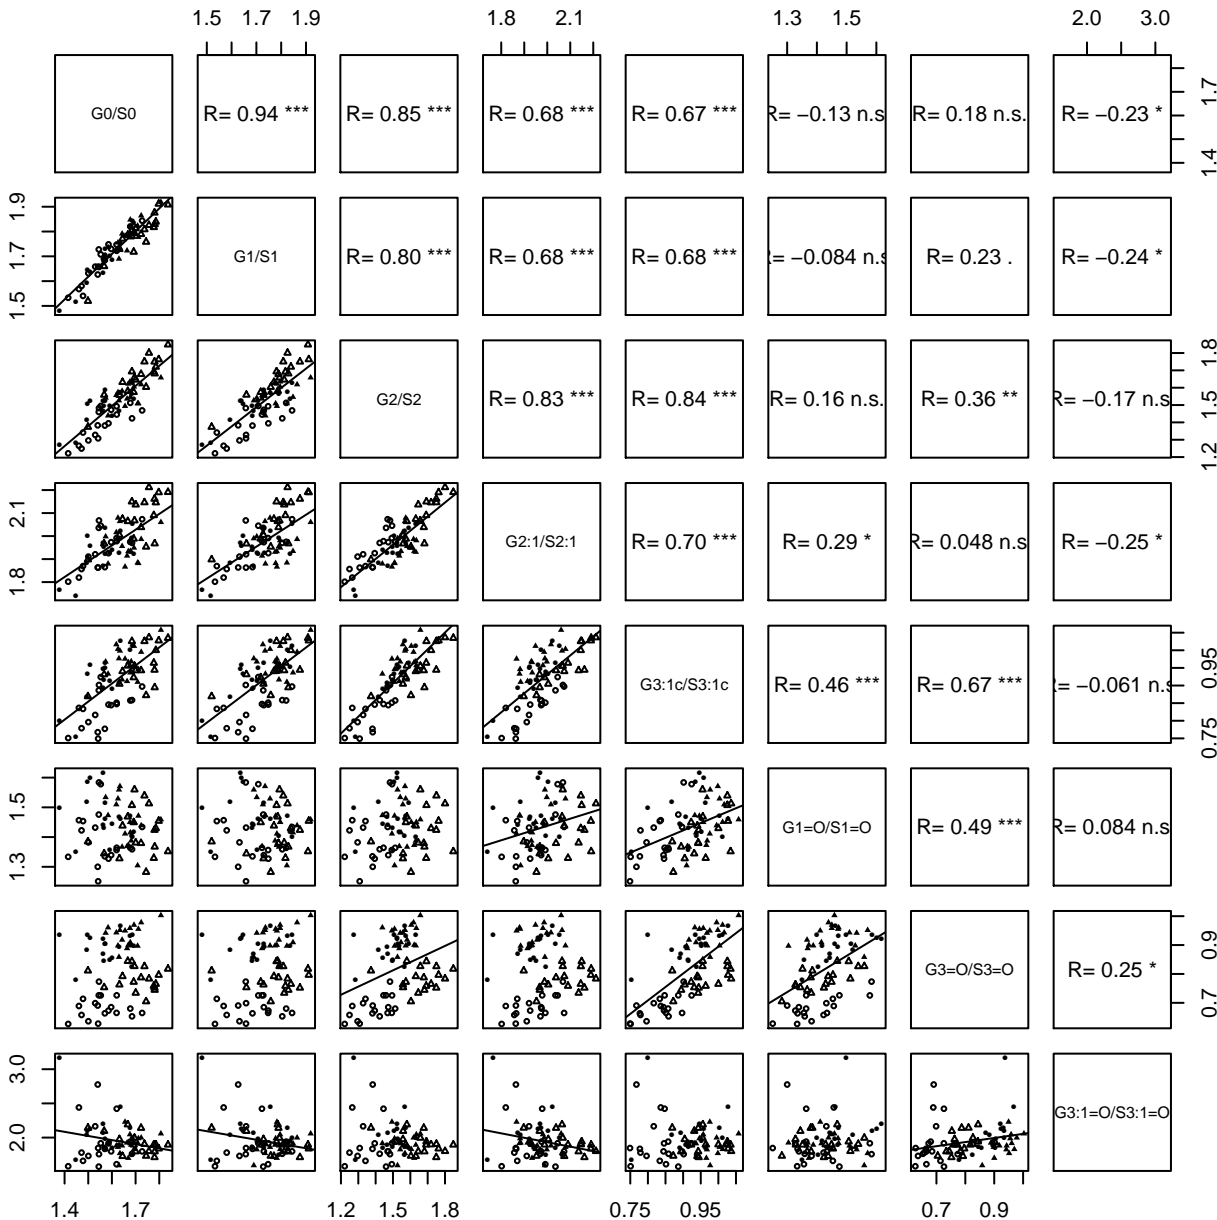 1.5 1.7 1.9 1.8 2.1 1.3 1.5 2.0 3.0
G0/S0 R= 0.94 *** R= 0.85 *** R= 0.68 *** R= 0.67 *** R= −0.13 n.s R= 0.18 n.s. R= −0.23 * 1.4 1.7
1.5 1.7 1.9 G1/S1 R= 0.80 *** R= 0.68 *** R= 0.68 *** = −0.084 n.s R= 0.23 . R= −0.24 *
G2/S2 R= 0.83 *** R= 0.84 *** R= 0.16 n.s. R= 0.36 ** R= −0.17 n.s 1.2 1.5 1.8
1.8 2.1 G2:1/S2:1 R= 0.70 *** R= 0.29 * R= 0.048 n.s R= −0.25 *
G3:1c/S3:1c R= 0.46 *** R= 0.67 *** = −0.061 n.s 0.75 0.95
1.3 1.5 G1=O/S1=O R= 0.49 *** R= 0.084 n.s
G3=O/S3=O R= 0.25 * 0.7 0.9
2.0 3.0 G3:1=O/S3:1=O
1.4 1.7 1.2 1.5 1.8 0.75 0.95 0.7 0.9